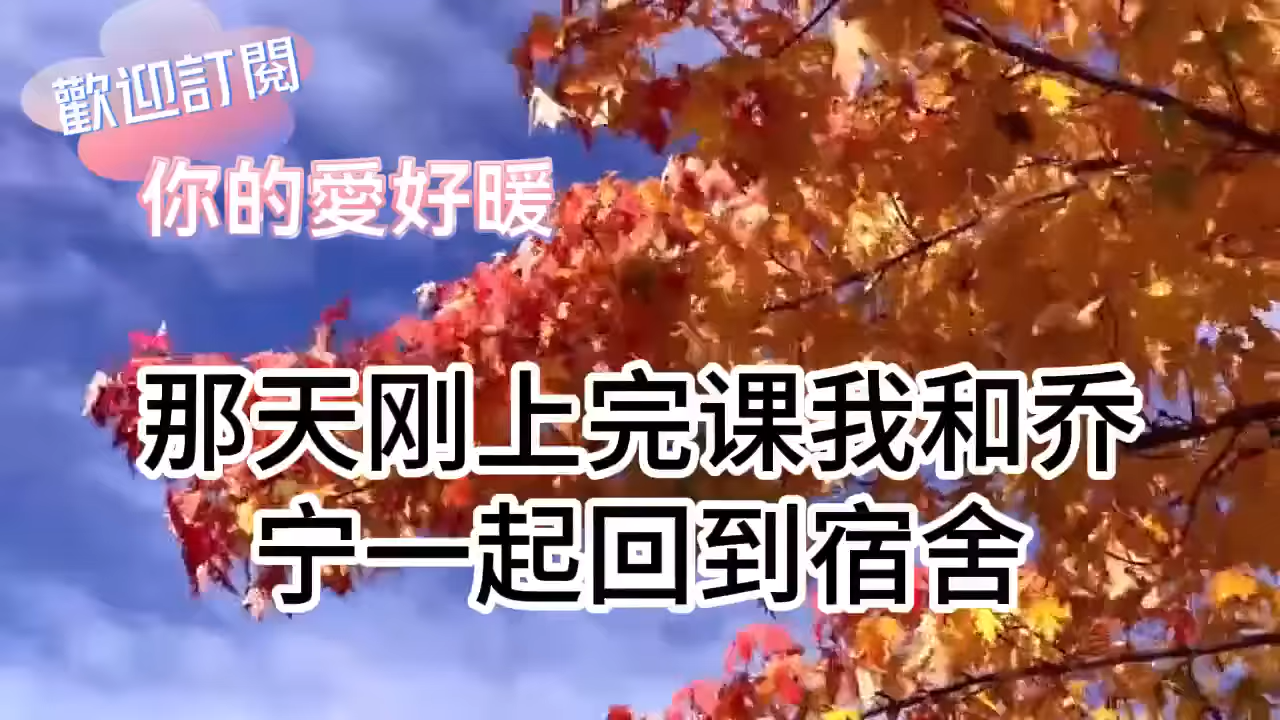 歡迎訂閱
你的愛好暖
那天刚上完课我和乔
宁一起回到宿舍